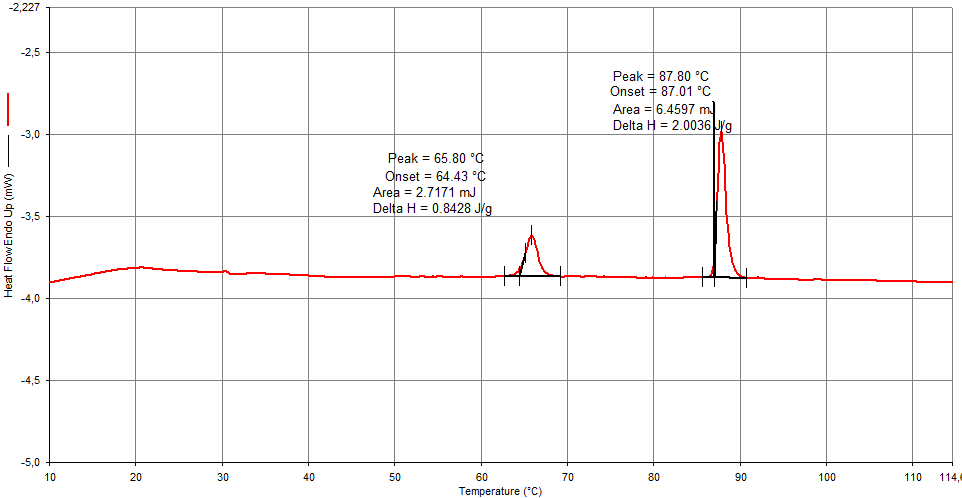 -2,227
-2,5
-3,0
-3,5
-4,0
-4,5
-5,0
Heat Flow Endo Up (mW)
Peak = 87.80 °C
Onset = 87.01 °C
Area = 6.4597 mJ
Delta H = 2.0036 J/g
Peak = 65.80 °C
Onset = 64.43 °C
Area = 2.7171 mJ
Delta H = 0.8428 J/g
10 20 30 40 50 60 70 80 90 100 110 114,
Temperature (°C)